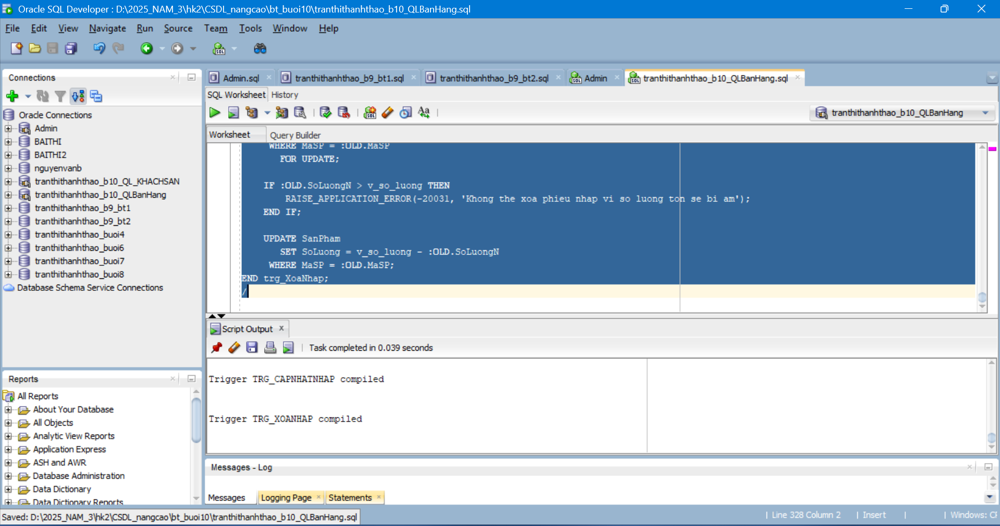 Oracle SQL Developer : D:\2025_NAM_3\hk2\CSDL_nangcao\bt_buoi10\tranthithanhthao_b10_QLBanHang.sql
File Edit View Navigate Run Source Team Tools Window Help
Connections
Oracle Connections
Admin
BAITHI
BAITHI2
nguyenvanb
tranthithanhthao_b10_QL_KHACHSAN
tranthithanhthao_b10_QLBanHang
tranthithanhthao_b9_bt1
tranthithanhthao_b9_bt2
tranthithanhthao_buoi4
tranthithanhthao_buoi6
tranthithanhthao_buoi7
tranthithanhthao_buoi8
Database Schema Service Connections
Reports
All Reports
About Your Database
All Objects
Analytic View Reports
Application Express
ASH and AWR
Database Administration
Data Dictionary
Data Dictionary Reports
Admin.sql tranthithanhthao_b9_bt1.sql tranthithanhthao_b9_bt2.sql Admin tranthithanhthao_b10_QLBanHang.sql
SQL Worksheet History
tranthithanhthao_b10_QLBanHang
Worksheet Query Builder
WHERE MaSP = :OLD.MaSP
FOR UPDATE;
IF :OLD.SoLuongN > v_so_luong THEN
RAISE_APPLICATION_ERROR(-20031, 'Khong the xoa phieu nhap vi so luong ton se bi am');
END IF;
UPDATE SanPham
SET SoLuong = v_so_luong - :OLD.SoLuongN
WHERE MaSP = :OLD.MaSP;
END trg_XoaNhap;
/
Script Output
Task completed in 0.039 seconds
Trigger TRG_CAPNHATNHAP compiled
Trigger TRG_XOANHAP compiled
Messages - Log
Messages Logging Page Statements
Saved: D:\2025_NAM_3\hk2\CSDL_nangcao\bt_buoi10\tranthithanhthao_b10_QLBanHang.sql
Line 328 Column 2 Insert Windows: CR